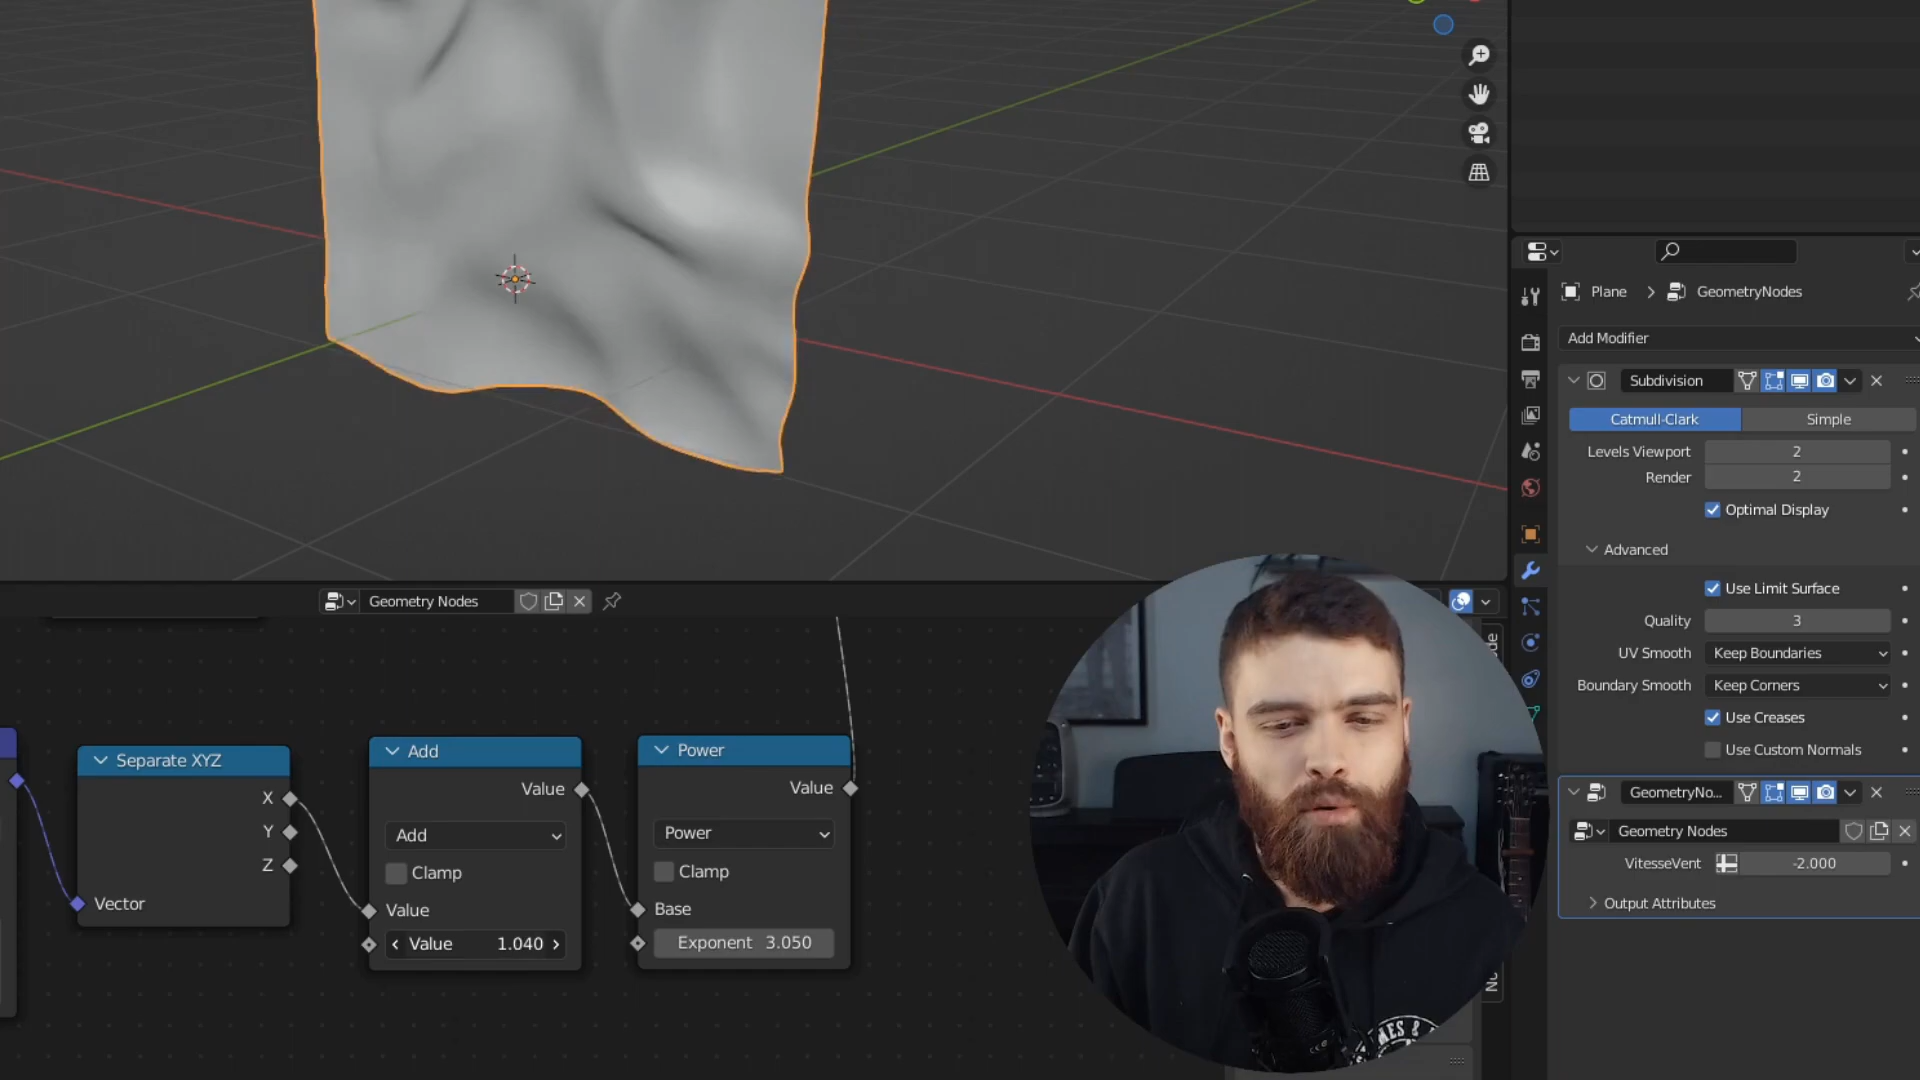 Plane > GeometryNodes
Add Modifier
Subdivision
Catmull-Clark Simple
Levels Viewport 2
Render 2
Optimal Display
Advanced
Use Limit Surface
Quality 3
UV Smooth Keep Boundaries
Boundary Smooth Keep Corners
Use Creases
Use Custom Normals
GeometryNo...
Geometry Nodes
VitesseVent -2.000
Output Attributes
Geometry Nodes
Separate XYZ
X
Y
Z
Vector
Add
Value
Add
Clamp
Value
Value 1.040
Power
Value
Power
Clamp
Base
Exponent 3.050